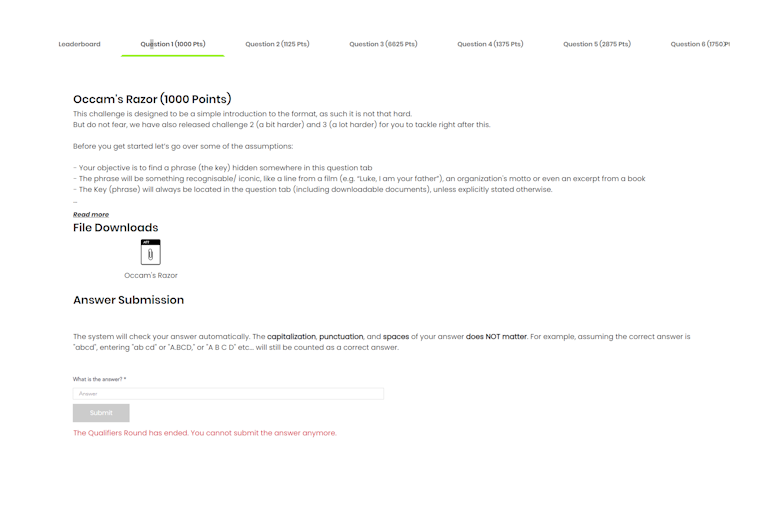 Leaderboard
Question 1 (1000 Pts)
Question 2 (1125 Pts)
Question 3 (6625 Pts)
Question 4 (1375 Pts)
Question 5 (2875 Pts)
Question 6 (1750
Occam's Razor (1000 Points)
This challenge is designed to be a simple introduction to the format, as such it is not that hard.
But do not fear, we have also released challenge 2 (a bit harder) and 3 (a lot harder) for you to tackle right after this.
Before you get started let's go over some of the assumptions:
- Your objective is to find a phrase (the key) hidden somewhere in this question tab
- The phrase will be something recognisable/ iconic, like a line from a film (e.g. "Luke, I am your father"), an organization's motto or even an excerpt from a book
- The Key (phrase) will always be located in the question tab (including downloadable documents), unless explicitly stated otherwise.
...
Read more
File Downloads
Occam's Razor
Answer Submission
The system will check your answer automatically. The capitalization, punctuation, and spaces of your answer does NOT matter. For example, assuming the correct answer is
"abcd", entering "ab cd" or "A.BCD," or "A B C D" etc... will still be counted as a correct answer.
What is the answer? *
Answer
Submit
The Qualifiers Round has ended. You cannot submit the answer anymore.